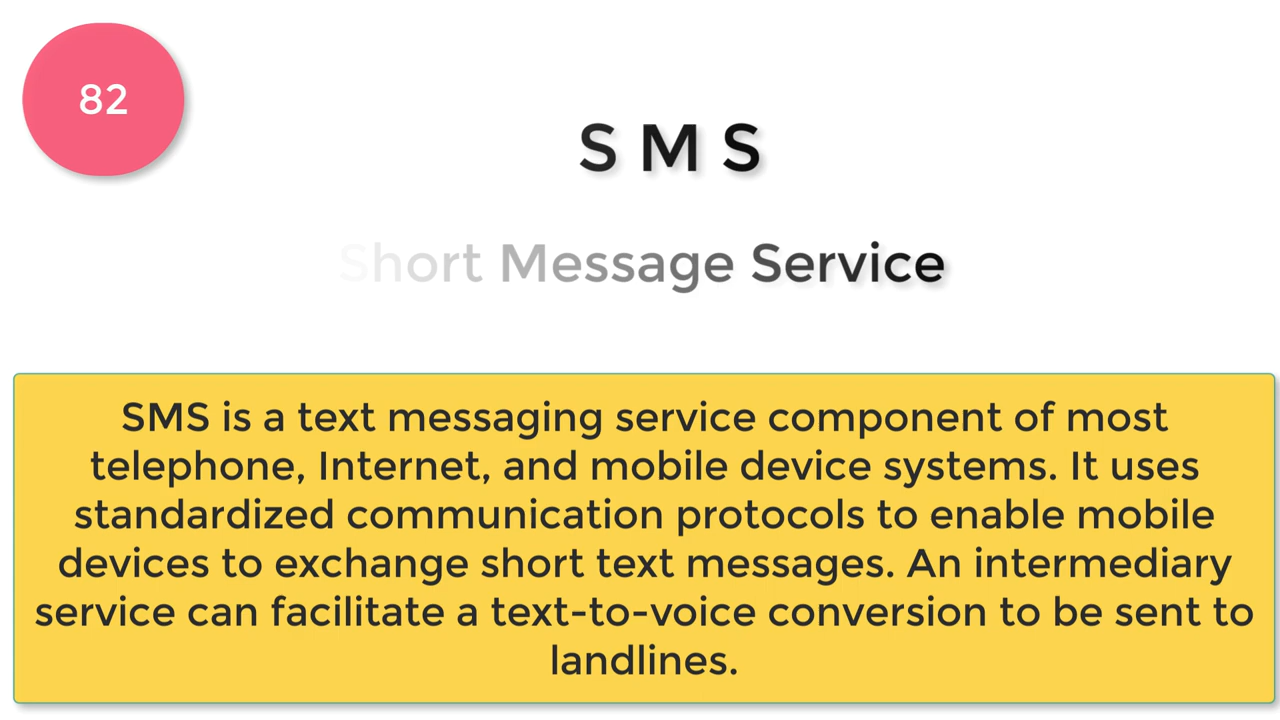 82
S M S
Short Message Service
SMS is a text messaging service component of most
telephone, Internet, and mobile device systems. It uses
standardized communication protocols to enable mobile
devices to exchange short text messages. An intermediary
service can facilitate a text-to-voice conversion to be sent to
landlines.